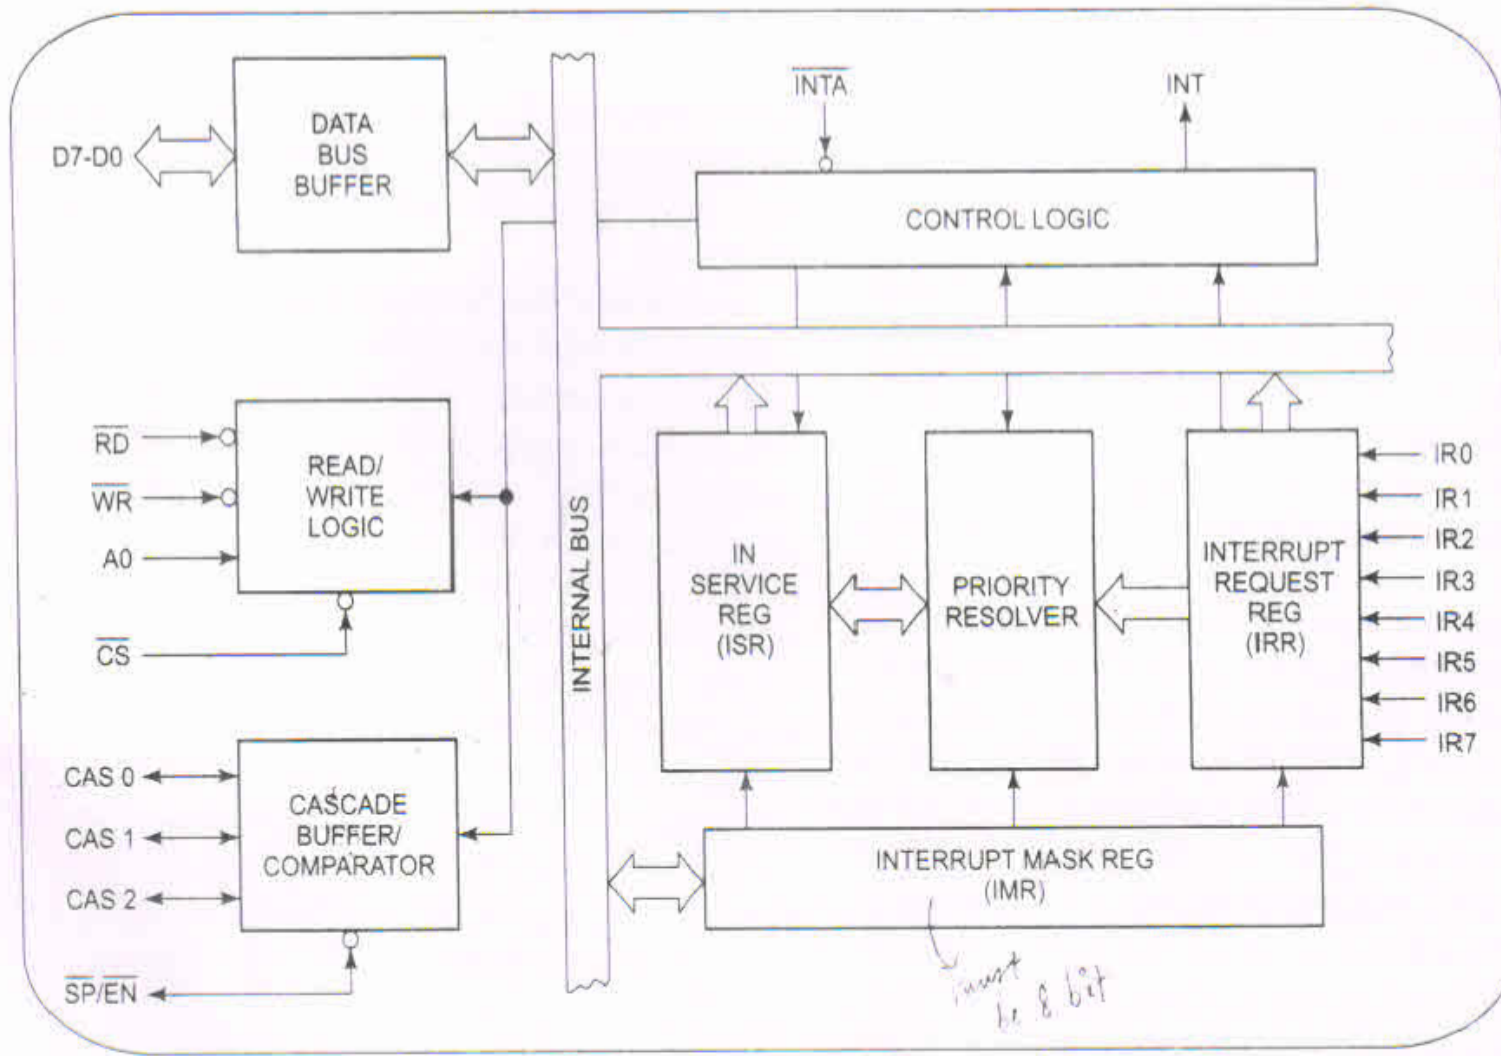 DATA
BUS
BUFFER
D7-D0
INTA
INT
CONTROL LOGIC
RD
WR
A0
CS
READ/
WRITE
LOGIC
INTERNAL BUS
IN
SERVICE
REG
(ISR)
PRIORITY
RESOLVER
INTERRUPT
REQUEST
REG
(IRR)
IR0
IR1
IR2
IR3
IR4
IR5
IR6
IR7
CAS 0
CAS 1
CAS 2
SP/EN
CASCADE
BUFFER/
COMPARATOR
INTERRUPT MASK REG
(IMR)
must
be 8 bit